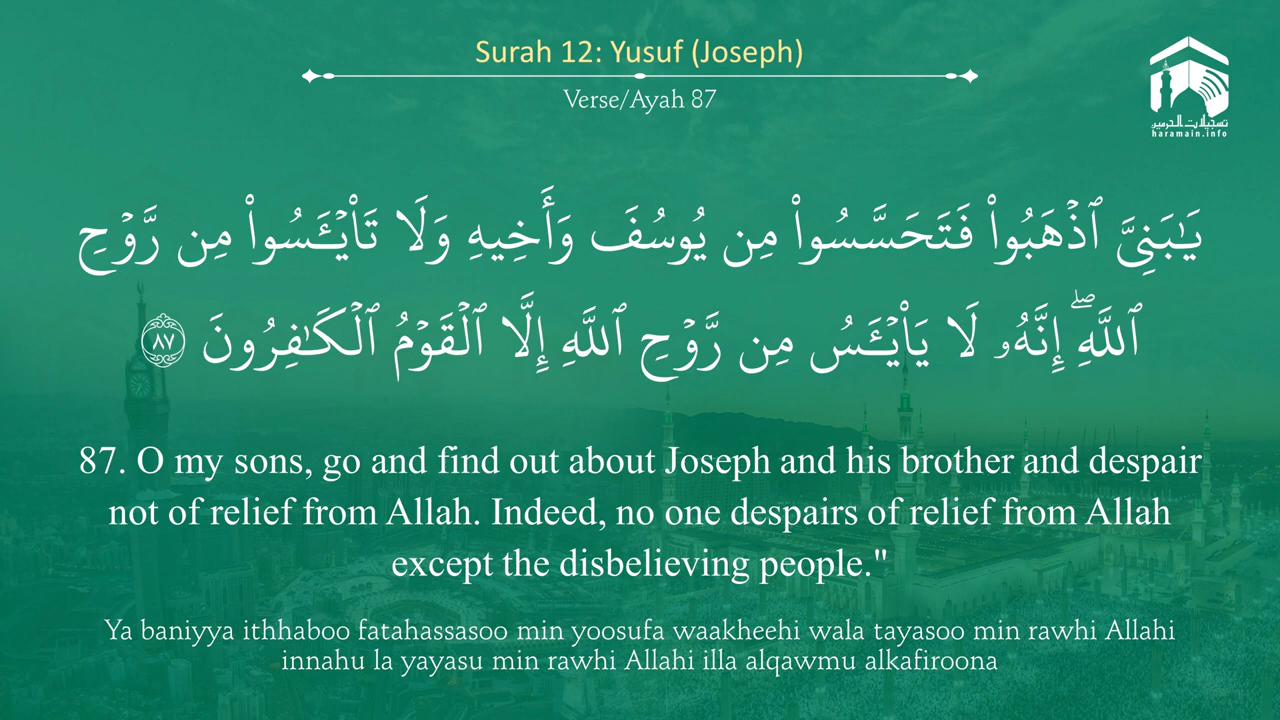 Surah 12: Yusuf (Joseph)
Verse/Ayah 87
تسجيلات الحرمين
haramain.info
يَـٰبَنِىَّ ٱذْهَبُوا۟ فَتَحَسَّسُوا۟ مِن يُوسُفَ وَأَخِيهِ وَلَا تَا۟يْـَٔسُوا۟ مِن رَّوْحِ
ٱللَّهِ ۖ إِنَّهُۥ لَا يَا۟يْـَٔسُ مِن رَّوْحِ ٱللَّهِ إِلَّا ٱلْقَوْمُ ٱلْكَـٰفِرُونَ ٨٧
87. O my sons, go and find out about Joseph and his brother and despair
not of relief from Allah. Indeed, no one despairs of relief from Allah
except the disbelieving people."
Ya baniyya ithhaboo fatahassasoo min yoosufa waakheehi wala tayasoo min rawhi Allahi
innahu la yayasu min rawhi Allahi illa alqawmu alkafiroona